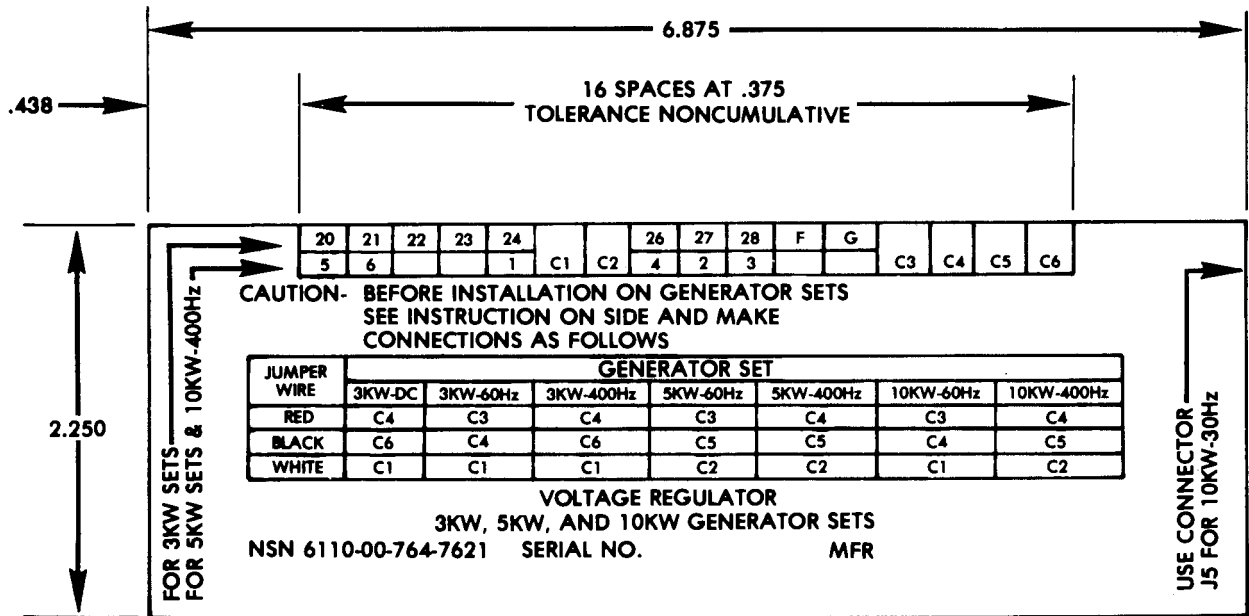 6.875
.438
16 SPACES AT .375
TOLERANCE NONCUMULATIVE
20 21 22 23 24 26 27 28 F G
5 6 1 C1 C2 4 2 3 C3 C4 C5 C6
CAUTION- BEFORE INSTALLATION ON GENERATOR SETS
SEE INSTRUCTION ON SIDE AND MAKE
CONNECTIONS AS FOLLOWS
JUMPER WIRE GENERATOR SET
3KW-DC 3KW-60Hz 3KW-400Hz 5KW-60Hz 5KW-400Hz 10KW-60Hz 10KW-400Hz
RED C4 C3 C4 C3 C4 C3 C4
BLACK C6 C4 C6 C5 C5 C4 C5
WHITE C1 C1 C1 C2 C2 C1 C2
2.250
FOR 3KW SETS
FOR 5KW SETS & 10KW-400Hz
VOLTAGE REGULATOR
3KW, 5KW, AND 10KW GENERATOR SETS
NSN 6110-00-764-7621 SERIAL NO. MFR
USE CONNECTOR
J5 FOR 10KW-30Hz